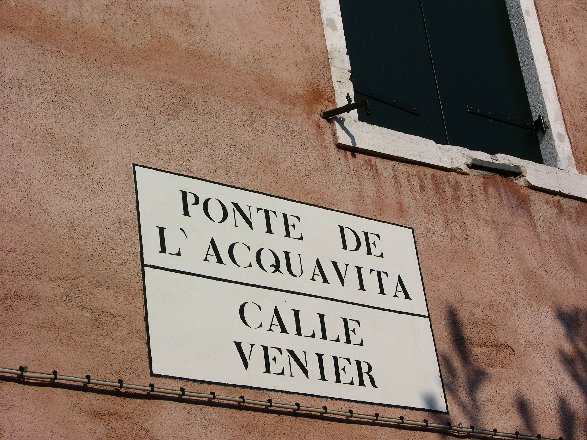 PONTE DE
L'ACQUAVITA
CALLE
VENIER